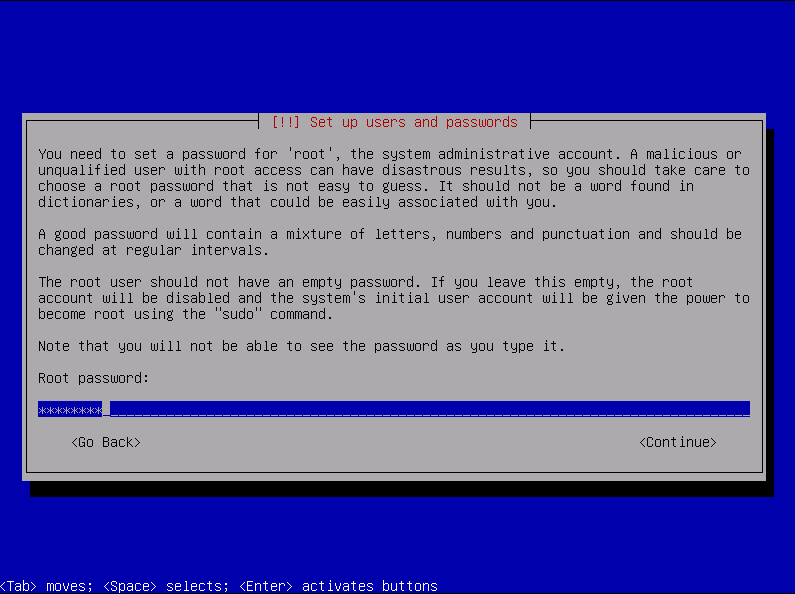 [!!] Set up users and passwords
You need to set a password for 'root', the system administrative account. A malicious or
unqualified user with root access can have disastrous results, so you should take care to
choose a root password that is not easy to guess. It should not be a word found in
dictionaries, or a word that could be easily associated with you.
A good password will contain a mixture of letters, numbers and punctuation and should be
changed at regular intervals.
The root user should not have an empty password. If you leave this empty, the root
account will be disabled and the system's initial user account will be given the power to
become root using the "sudo" command.
Note that you will not be able to see the password as you type it.
Root password:
********
<Go Back> <Continue>
<Tab> moves; <Space> selects; <Enter> activates buttons